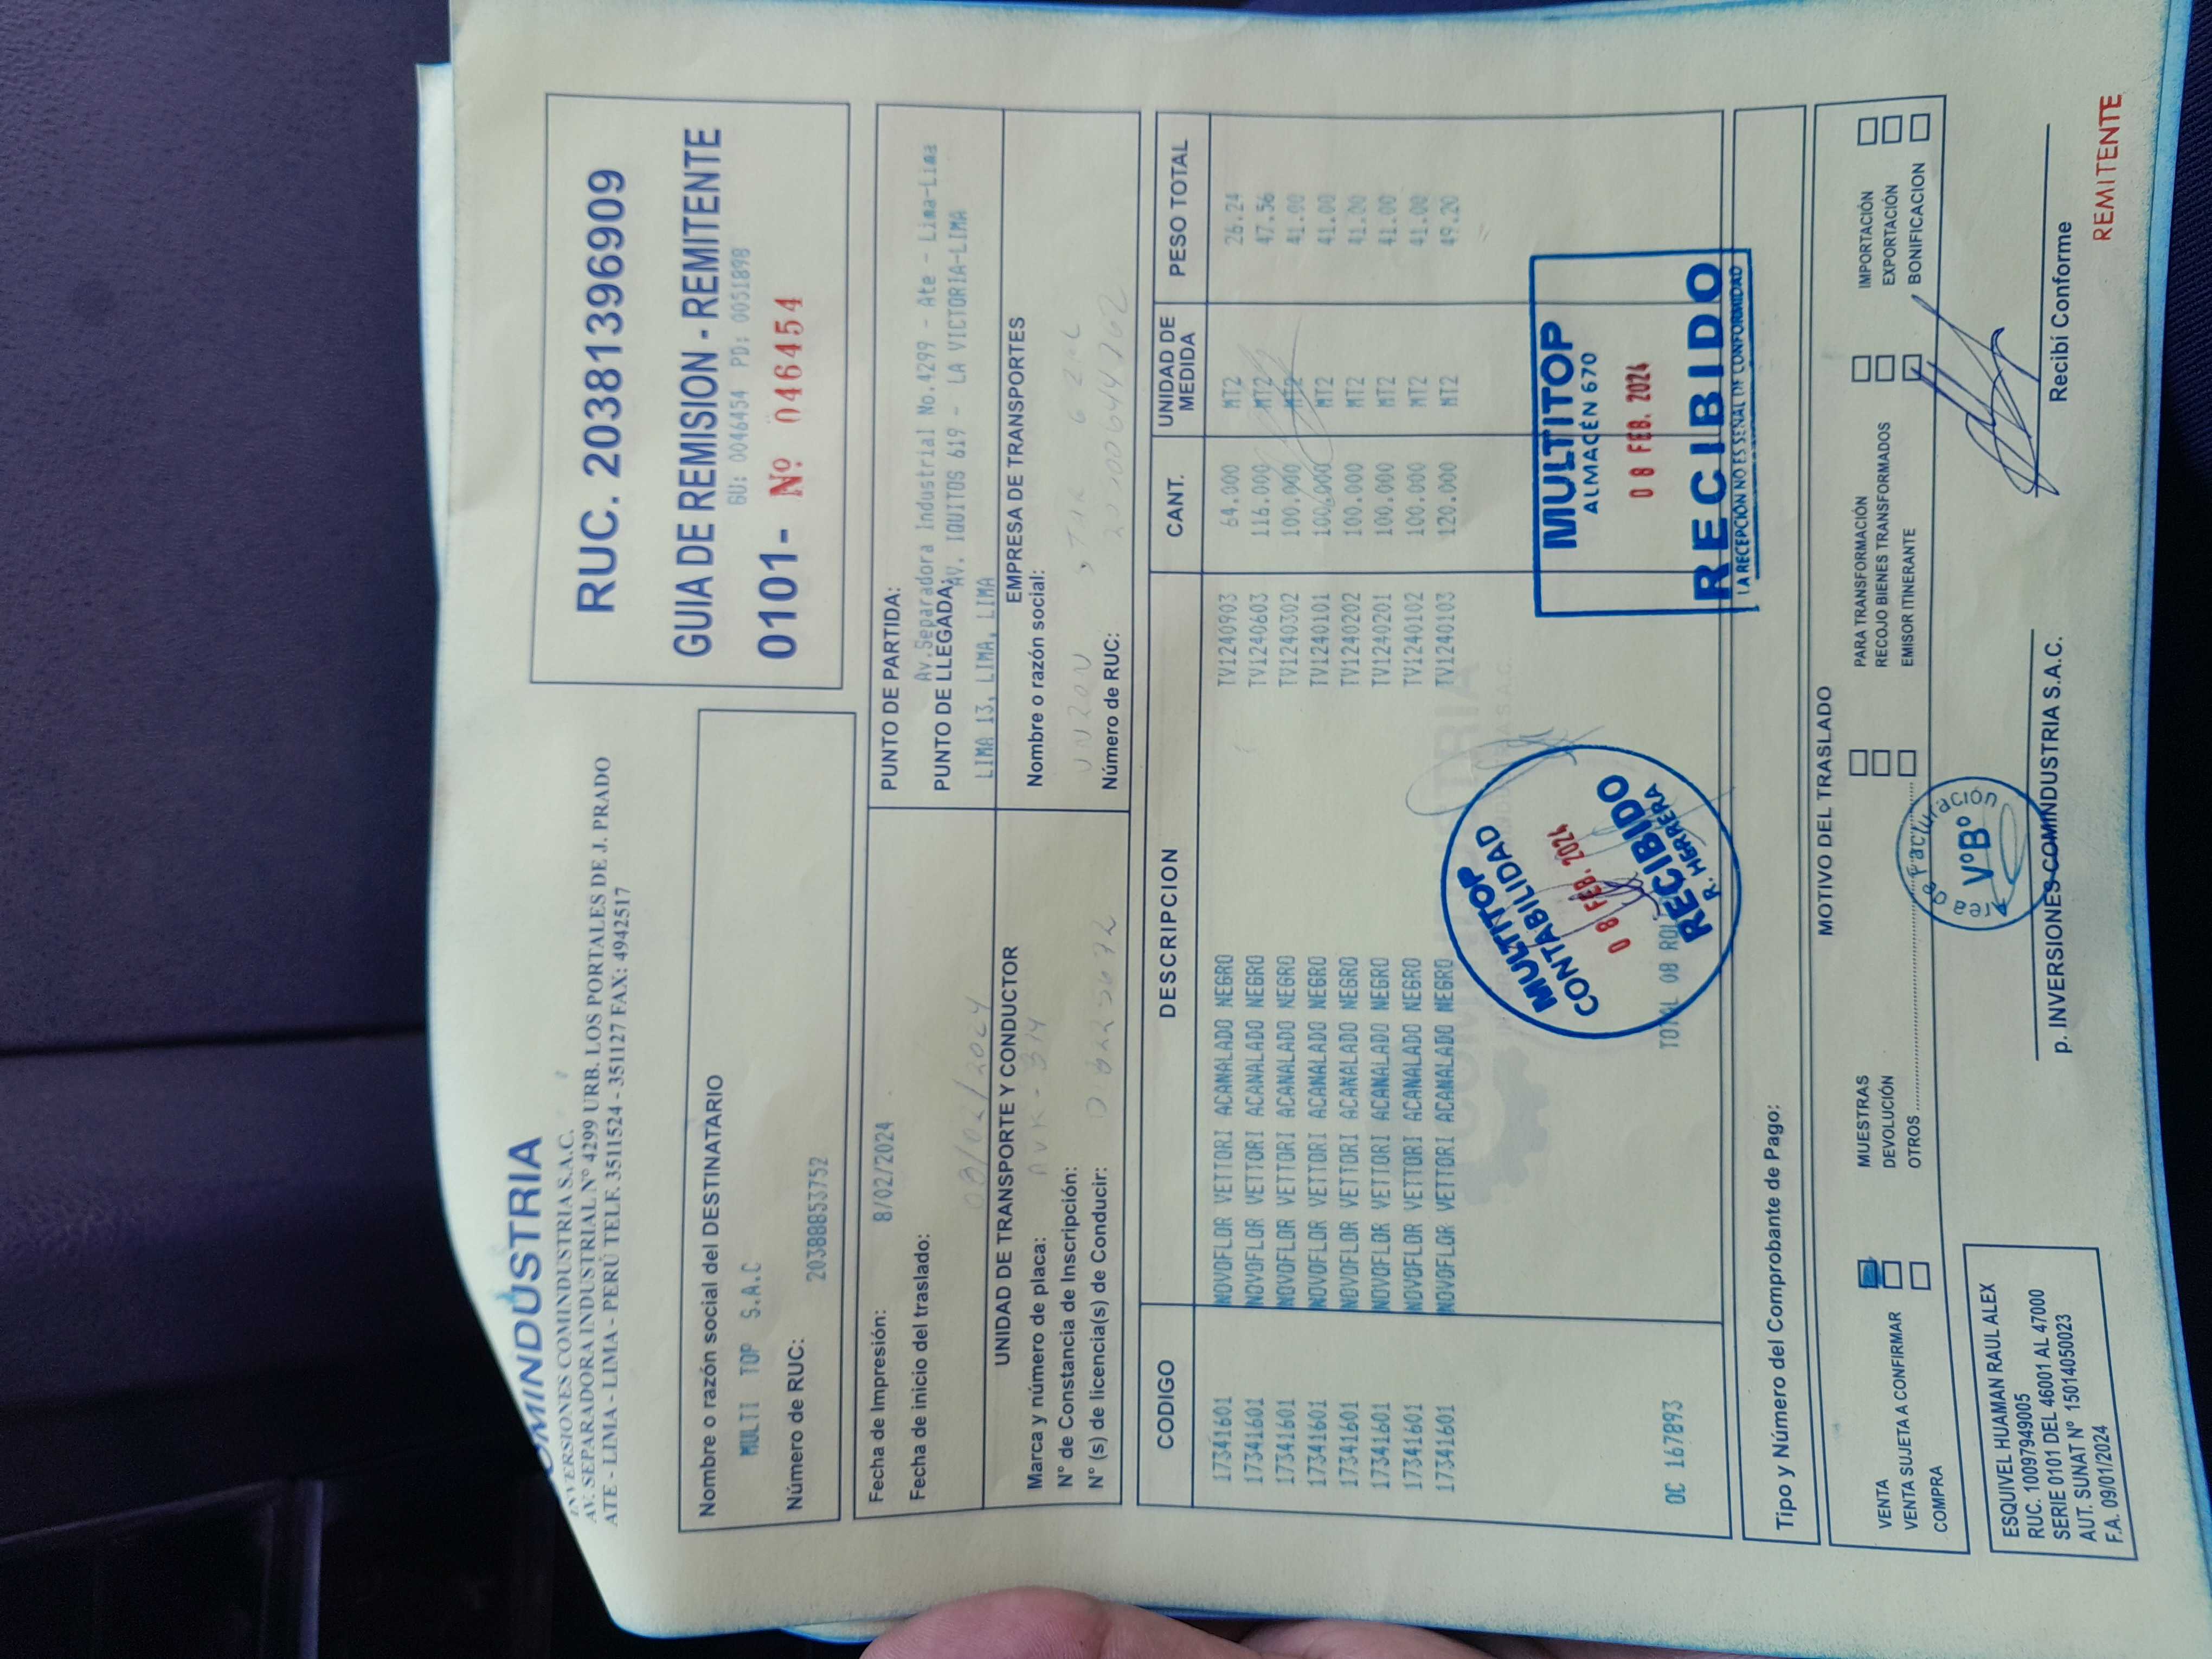 OMINDUSTRIA
INVERSIONES COMINDUSTRIA S.A.C.
AV. SEPARADORA INDUSTRIAL Nº 4299 URB. LOS PORTALES DE J. PRADO
ATE - LIMA - PERÚ TELF. 3511524 - 351127 FAX: 4942517
RUC. 20381396909
GUIA DE REMISION - REMITENTE
GU: 0046454 PD: 0051898
0101- Nº 046454
Nombre o razón social del DESTINATARIO
MULTI TOP S.A.C
Número de RUC: 20388853752
Fecha de Impresión: 8/02/2024
Fecha de inicio del traslado:
08/02/2024
PUNTO DE PARTIDA:
Av.Separadora Industrial No.4299 - Ate - Lima-Lima
PUNTO DE LLEGADA:
AV. IQUITOS 619 - LA VICTORIA-LIMA
LIMA 13, LIMA, LIMA
UNIDAD DE TRANSPORTE Y CONDUCTOR
Marca y número de placa:
N° de Constancia de Inscripción:
N° (s) de licencia(s) de Conducir:
EMPRESA DE TRANSPORTES
Nombre o razón social:
Número de RUC:
CODIGO DESCRIPCION CANT. UNIDAD DE MEDIDA PESO TOTAL
17341601 NOVOFLOR VETTORI ACANALADO NEGRO TV1240903 64.000 MT2 26.24
17341601 NOVOFLOR VETTORI ACANALADO NEGRO TV1240603 116.000 MT2 47.56
17341601 NOVOFLOR VETTORI ACANALADO NEGRO TV1240302 100.000 MT2 41.00
17341601 NOVOFLOR VETTORI ACANALADO NEGRO TV1240101 100.000 MT2 41.00
17341601 NOVOFLOR VETTORI ACANALADO NEGRO TV1240202 100.000 MT2 41.00
17341601 NOVOFLOR VETTORI ACANALADO NEGRO TV1240201 100.000 MT2 41.00
17341601 NOVOFLOR VETTORI ACANALADO NEGRO TV1240102 100.000 MT2 41.00
17341601 NOVOFLOR VETTORI ACANALADO NEGRO TV1240103 120.000 MT2 49.20
MULTITOP
CONTABILIDAD
08 FEB. 2024
RECIBIDO
R. HERRERA
MULTITOP
ALMACÉN 670
08 FEB. 2024
RECIBIDO
LA RECEPCIÓN NO ES SEÑAL DE CONFORMIDAD
OC 167893 TOTAL 08
Tipo y Número del Comprobante de Pago:
MOTIVO DEL TRASLADO
VENTA MUESTRAS PARA TRANSFORMACIÓN IMPORTACIÓN
VENTA SUJETA A CONFIRMAR DEVOLUCIÓN RECOJO BIENES TRANSFORMADOS EXPORTACIÓN
COMPRA OTROS EMISOR ITINERANTE BONIFICACION
Facturación
V°B°
ESQUIVEL HUAMAN RAUL ALEX
RUC. 10097949005
SERIE 0101 DEL 46001 AL 47000
AUT. SUNAT Nº 15014050023
F.A. 09/01/2024
p. INVERSIONES COMINDUSTRIA S.A.C.
Recibí Conforme
REMITENTE